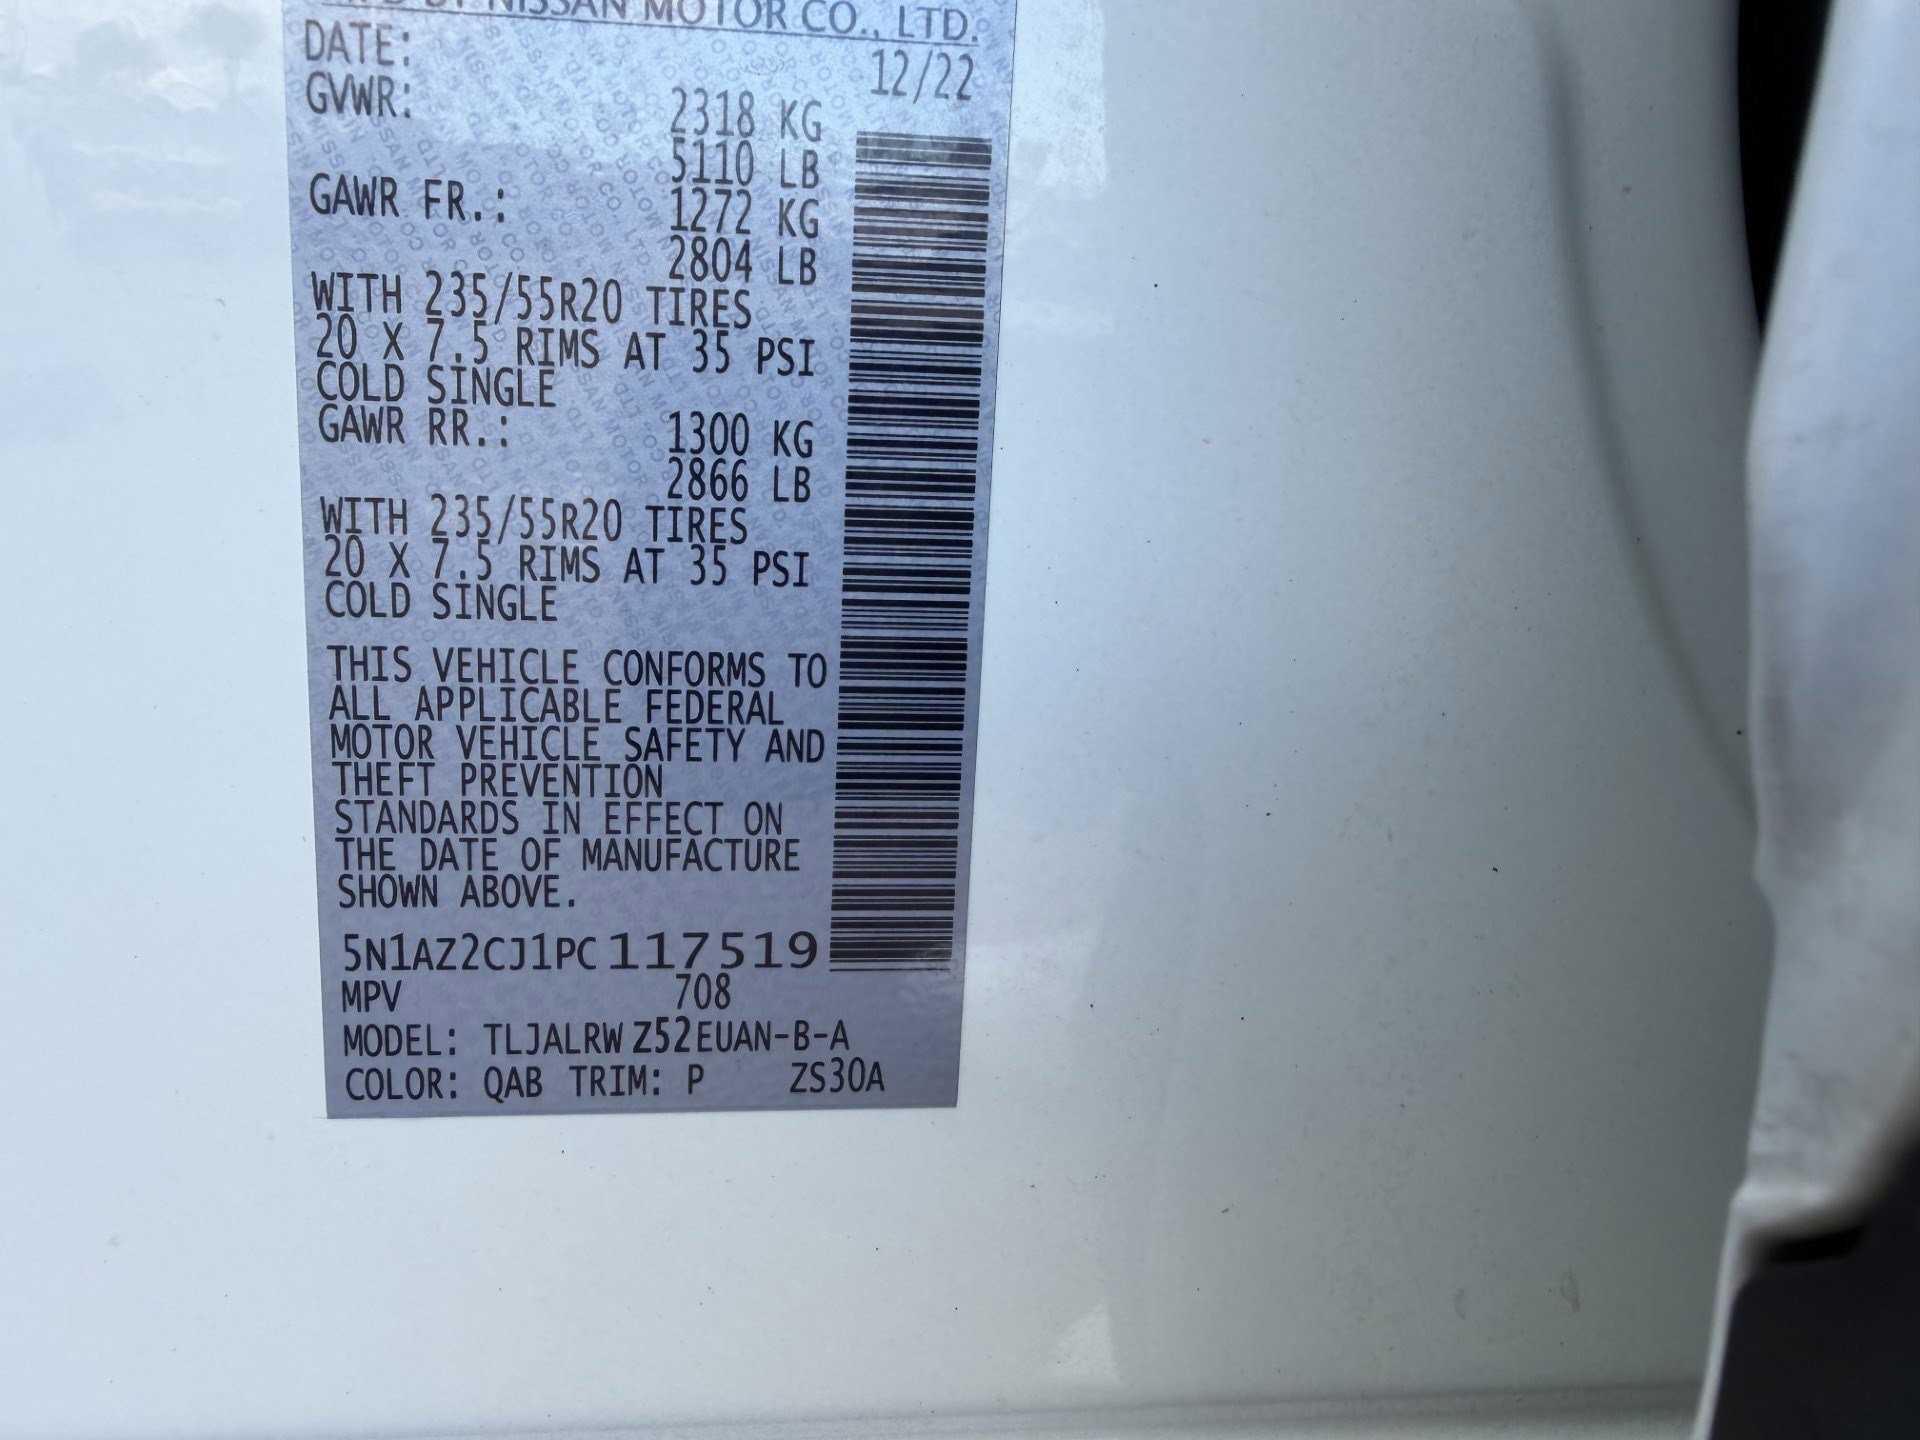 NISSAN MOTOR CO., LTD.
DATE: 12/22
GVWR: 2318 KG
5110 LB
GAWR FR.: 1272 KG
2804 LB
WITH 235/55R20 TIRES
20 X 7.5 RIMS AT 35 PSI
COLD SINGLE
GAWR RR.: 1300 KG
2866 LB
WITH 235/55R20 TIRES
20 X 7.5 RIMS AT 35 PSI
COLD SINGLE
THIS VEHICLE CONFORMS TO
ALL APPLICABLE FEDERAL
MOTOR VEHICLE SAFETY AND
THEFT PREVENTION
STANDARDS IN EFFECT ON
THE DATE OF MANUFACTURE
SHOWN ABOVE.
5N1AZ2CJ1PC117519
MPV 708
MODEL: TLJALRW Z52EUAN-B-A
COLOR: QAB TRIM: P ZS30A